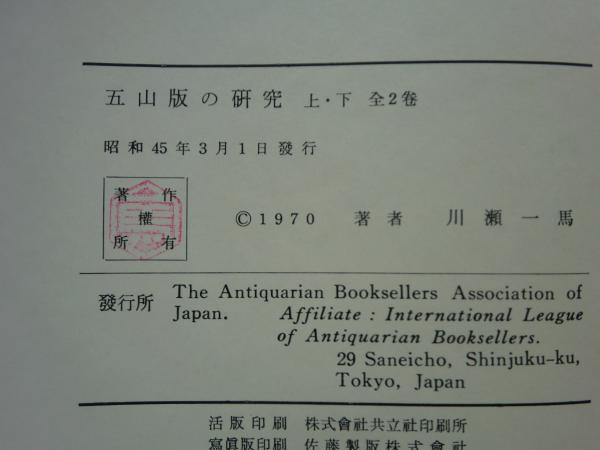 五山版の研究 上・下 全2卷
昭和45年3月1日發行
著作
權
所有
©1970 著者 川瀬一馬
發行所 The Antiquarian Booksellers Association of
Japan. Affiliate : International League
of Antiquarian Booksellers.
29 Saneicho, Shinjuku-ku,
Tokyo, Japan
活版印刷 株式會社共立社印刷所
寫眞版印刷 佐藤製版株式會社